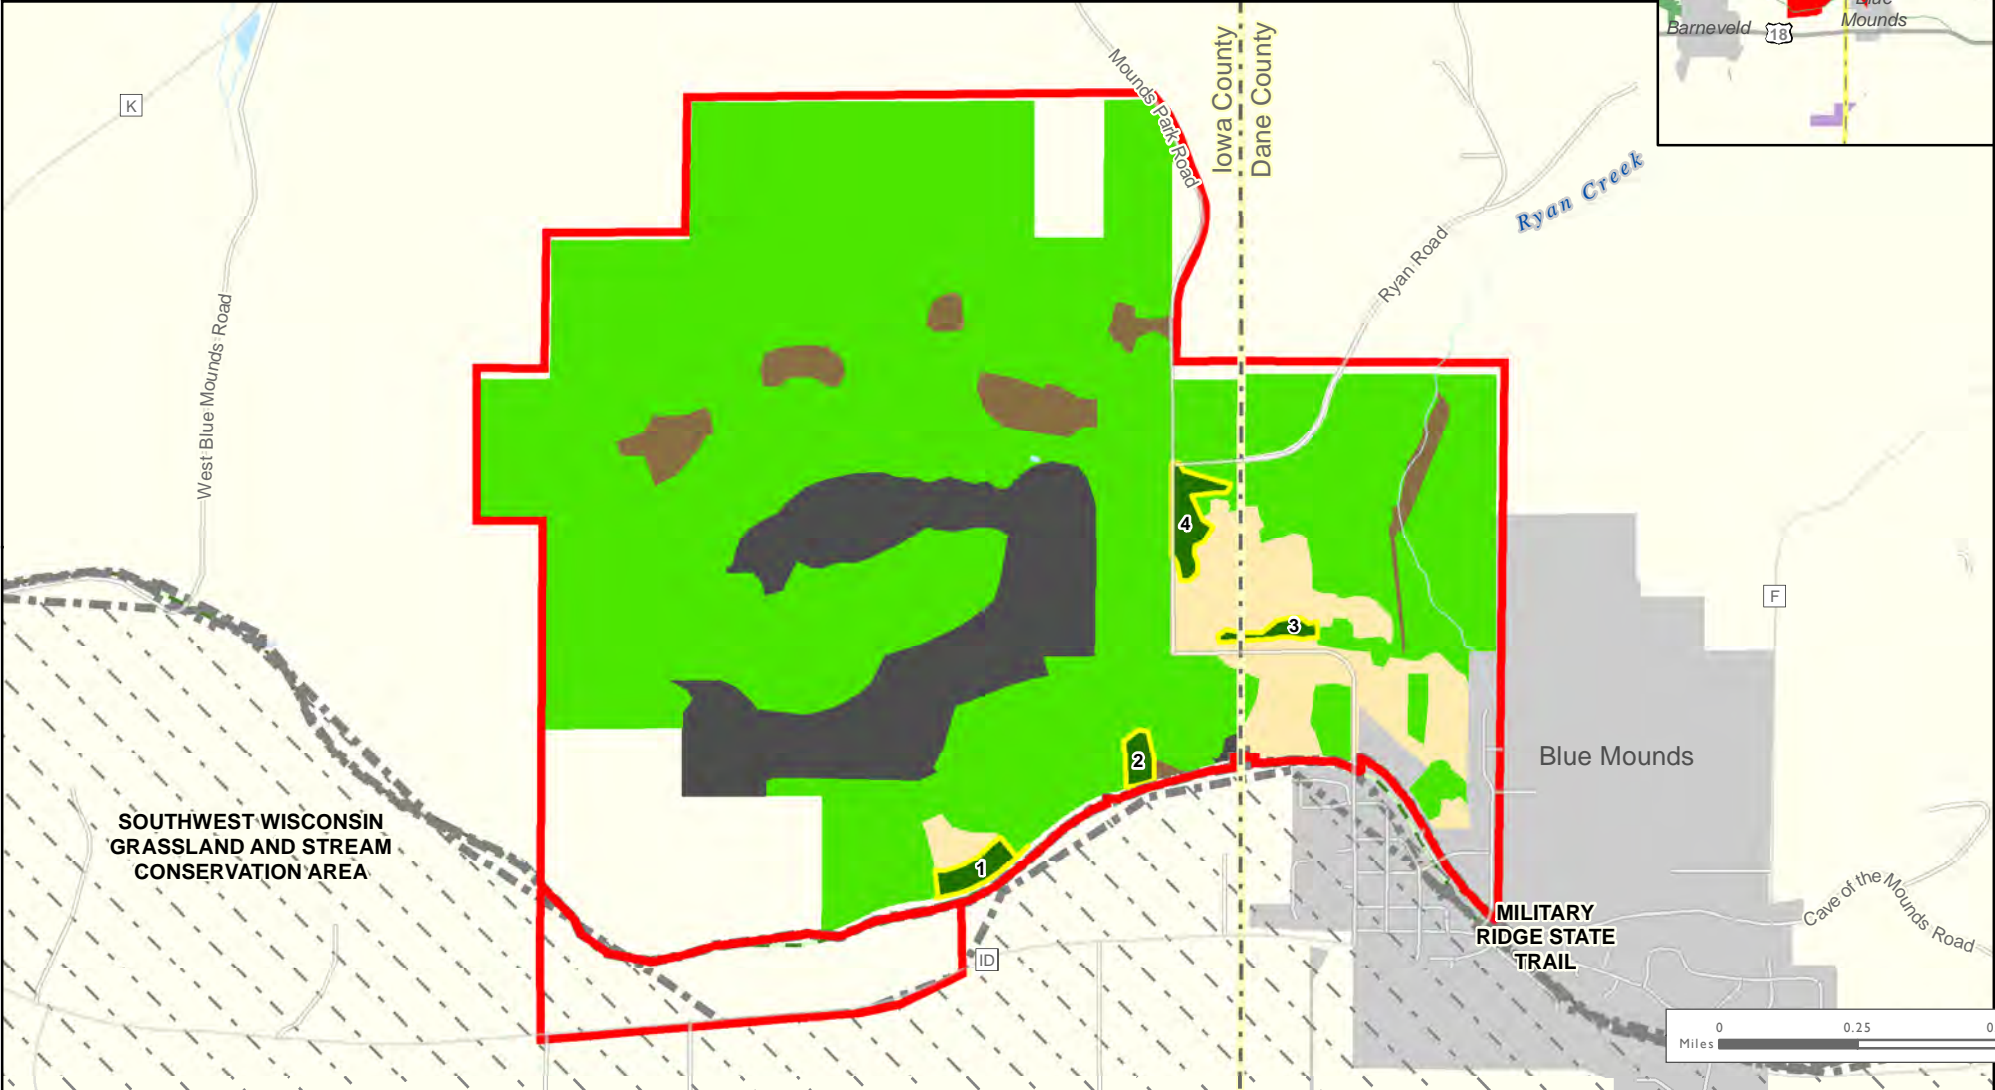 Barneveld
18
Blue
Mounds
K
Mounds Park Road
Iowa County
Dane County
Ryan Creek
Ryan Road
West Blue Mounds Road
4
3
F
2
Blue Mounds
SOUTHWEST WISCONSIN
GRASSLAND AND STREAM
CONSERVATION AREA
1
Cave of the Mounds Road
MILITARY
RIDGE STATE
TRAIL
ID
0
0.25
0
Miles